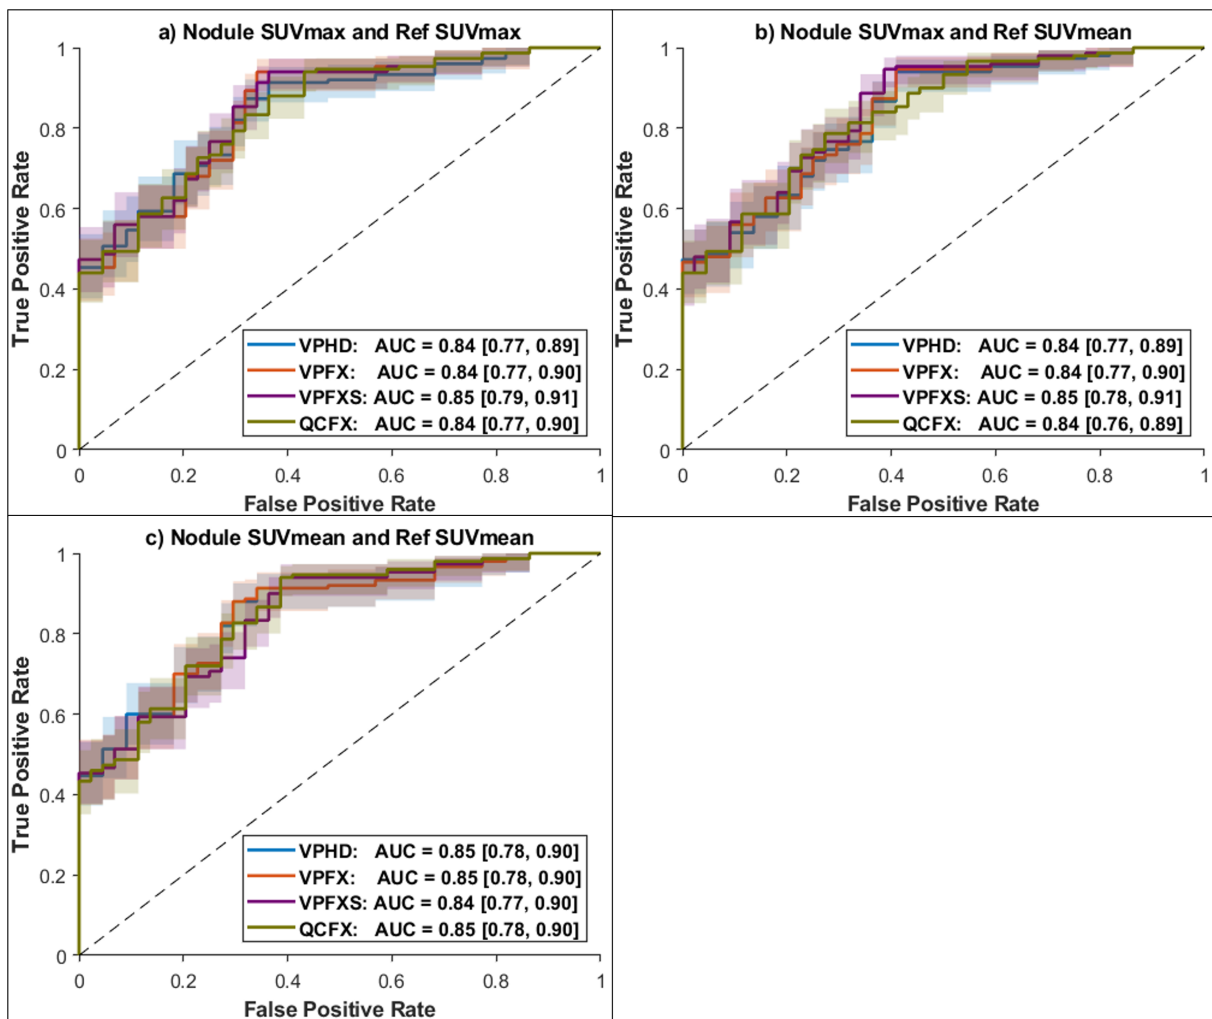 a) Nodule SUVmax and Ref SUVmax
1
0.8
0.6
0.4
0.2
0
True Positive Rate
VPHD: AUC = 0.84 [0.77, 0.89]
VPFX: AUC = 0.84 [0.77, 0.90]
VPFXS: AUC = 0.85 [0.79, 0.91]
QCFX: AUC = 0.84 [0.77, 0.90]
0 0.2 0.4 0.6 0.8 1
False Positive Rate
b) Nodule SUVmax and Ref SUVmean
1
0.8
0.6
0.4
0.2
0
True Positive Rate
VPHD: AUC = 0.84 [0.77, 0.89]
VPFX: AUC = 0.84 [0.77, 0.90]
VPFXS: AUC = 0.85 [0.78, 0.91]
QCFX: AUC = 0.84 [0.76, 0.89]
0 0.2 0.4 0.6 0.8 1
False Positive Rate
c) Nodule SUVmean and Ref SUVmean
1
0.8
0.6
0.4
0.2
0
True Positive Rate
VPHD: AUC = 0.85 [0.78, 0.90]
VPFX: AUC = 0.85 [0.78, 0.90]
VPFXS: AUC = 0.84 [0.77, 0.90]
QCFX: AUC = 0.85 [0.78, 0.90]
0 0.2 0.4 0.6 0.8 1
False Positive Rate